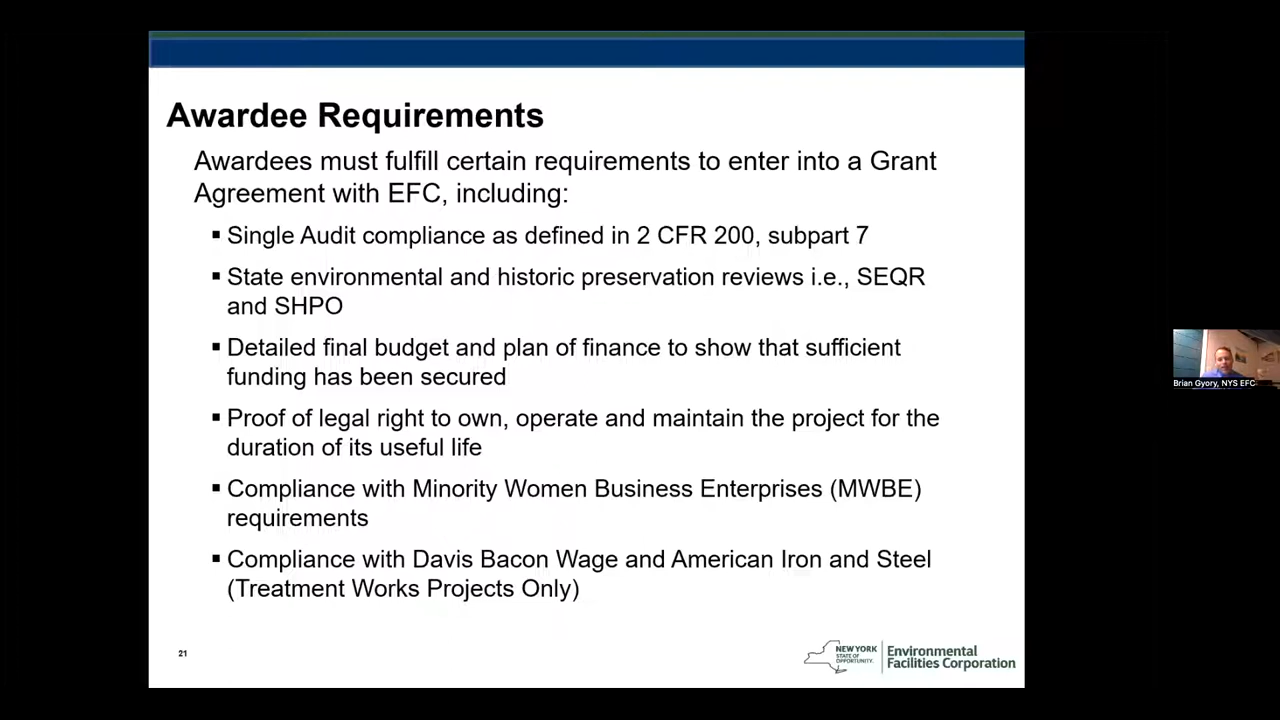 Awardee Requirements
Awardees must fulfill certain requirements to enter into a Grant
Agreement with EFC, including:
▪ Single Audit compliance as defined in 2 CFR 200, subpart 7
▪ State environmental and historic preservation reviews i.e., SEQR
and SHPO
▪ Detailed final budget and plan of finance to show that sufficient
funding has been secured
▪ Proof of legal right to own, operate and maintain the project for the
duration of its useful life
▪ Compliance with Minority Women Business Enterprises (MWBE)
requirements
▪ Compliance with Davis Bacon Wage and American Iron and Steel
(Treatment Works Projects Only)
21
NEW YORK
STATE OF
OPPORTUNITY.
Environmental
Facilities Corporation
Brian Gyory, NYS EFC